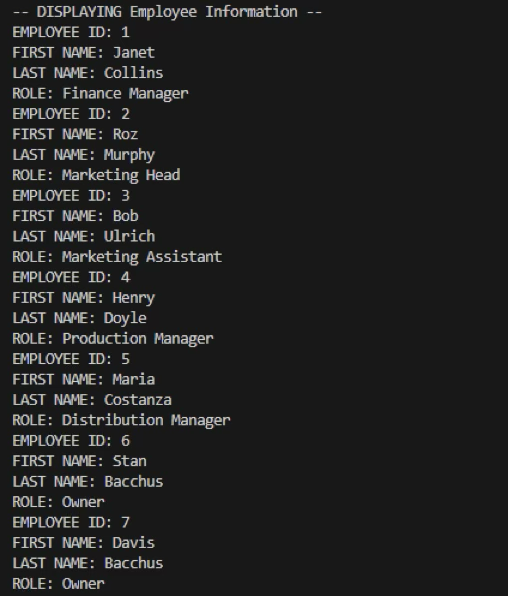 -- DISPLAYING Employee Information --
EMPLOYEE ID: 1
FIRST NAME: Janet
LAST NAME: Collins
ROLE: Finance Manager
EMPLOYEE ID: 2
FIRST NAME: Roz
LAST NAME: Murphy
ROLE: Marketing Head
EMPLOYEE ID: 3
FIRST NAME: Bob
LAST NAME: Ulrich
ROLE: Marketing Assistant
EMPLOYEE ID: 4
FIRST NAME: Henry
LAST NAME: Doyle
ROLE: Production Manager
EMPLOYEE ID: 5
FIRST NAME: Maria
LAST NAME: Costanza
ROLE: Distribution Manager
EMPLOYEE ID: 6
FIRST NAME: Stan
LAST NAME: Bacchus
ROLE: Owner
EMPLOYEE ID: 7
FIRST NAME: Davis
LAST NAME: Bacchus
ROLE: Owner